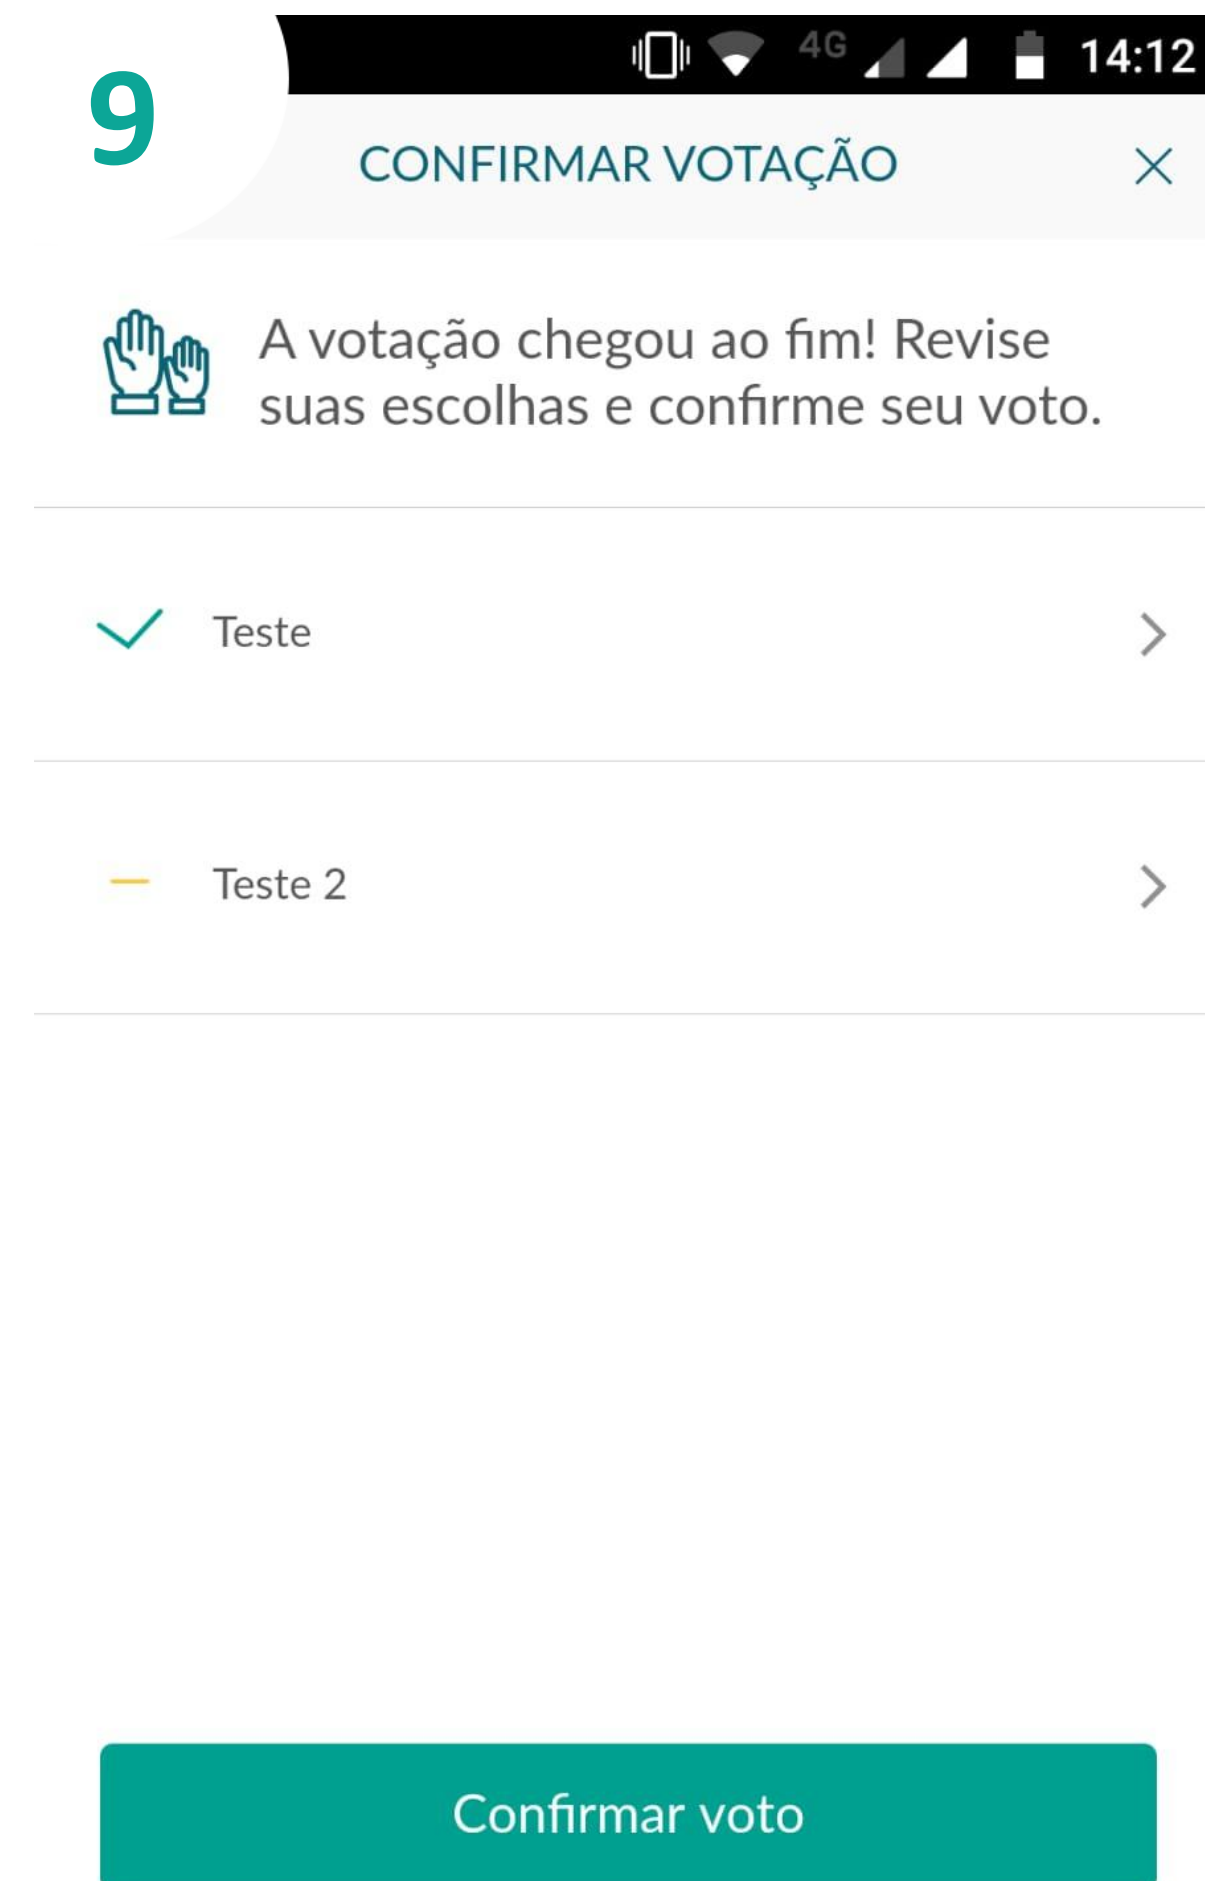 9
4G 14:12
CONFIRMAR VOTAÇÃO
A votação chegou ao fim! Revise
suas escolhas e confirme seu voto.
Teste
Teste 2
Confirmar voto